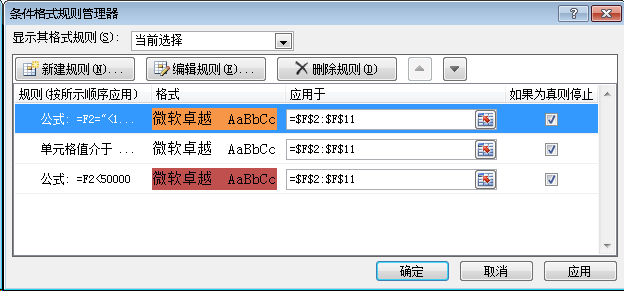 条件格式规则管理器
显示其格式规则(S): 当前选择
新建规则(N)... 编辑规则(E)... 删除规则(D)
规则(按所示顺序应用) 格式 应用于 如果为真则停止
公式: =F2="<1... 微软卓越 AaBbCc =$F$2:$F$11
单元格值介于 ... 微软卓越 AaBbCc =$F$2:$F$11
公式: =F2<50000 微软卓越 AaBbCc =$F$2:$F$11
确定 取消 应用